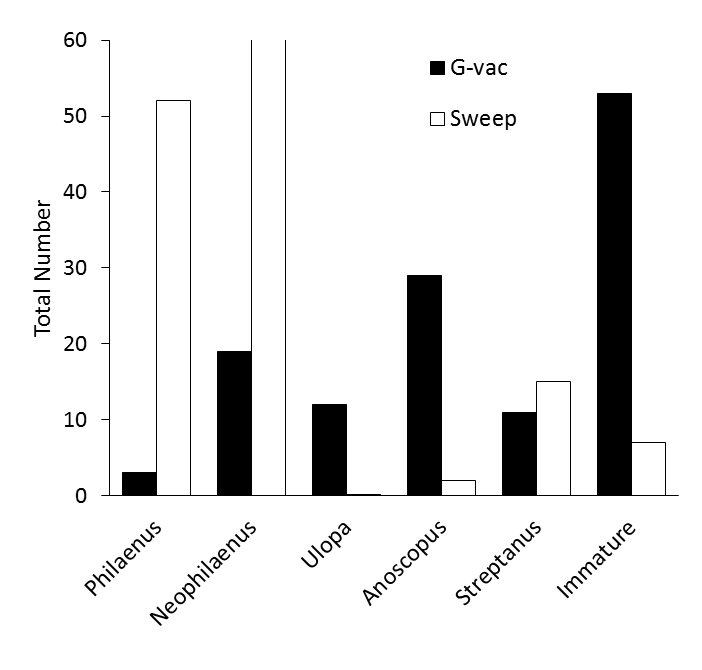 60
50
40
30
20
10
0
Total Number
G-vac
Sweep
Philaenus
Neophilaenus
Ulopa
Anoscopus
Streptanus
Immature